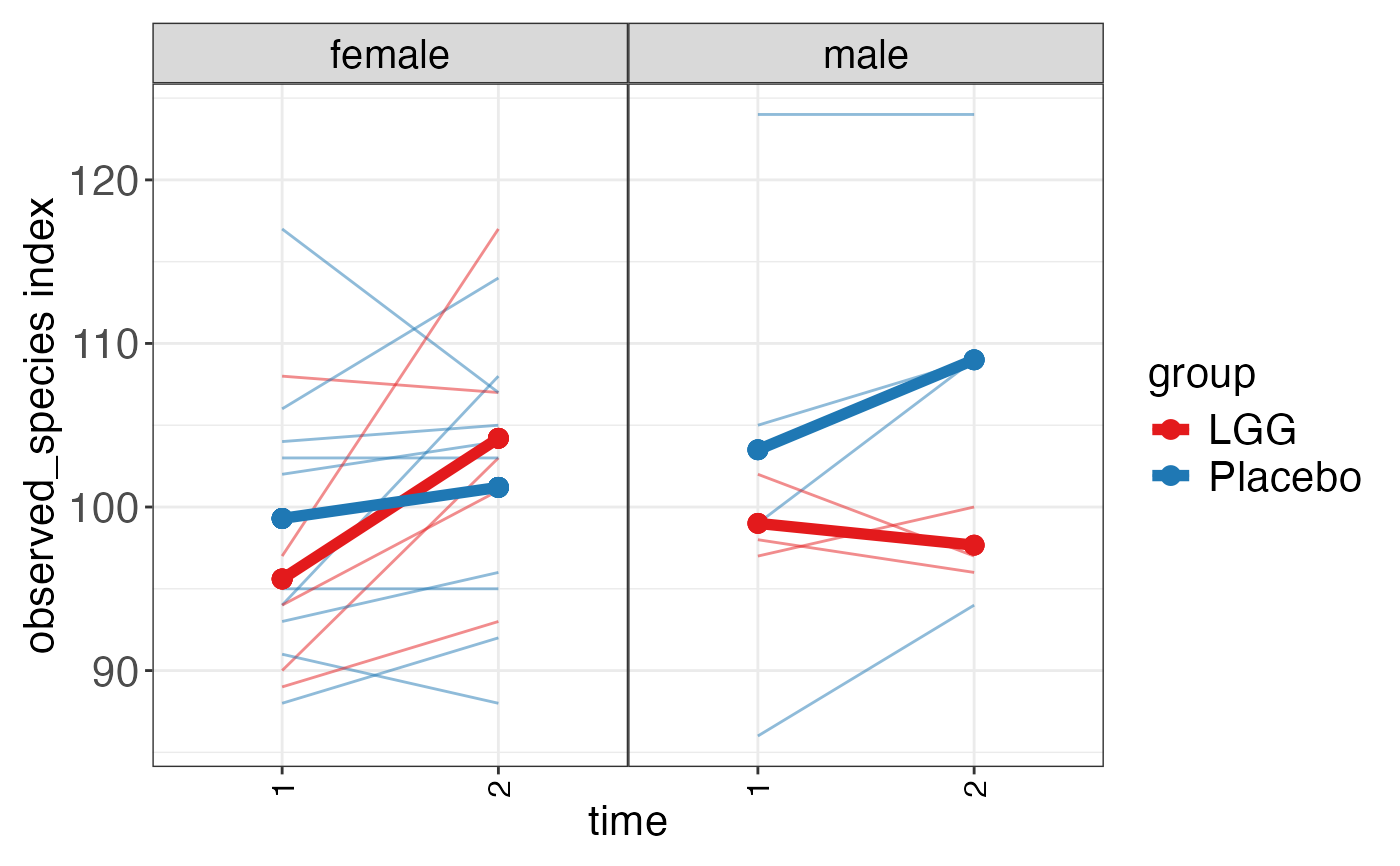 female
male
observed_species index
120
110
100
90
1
2
1
2
time
group
LGG
Placebo